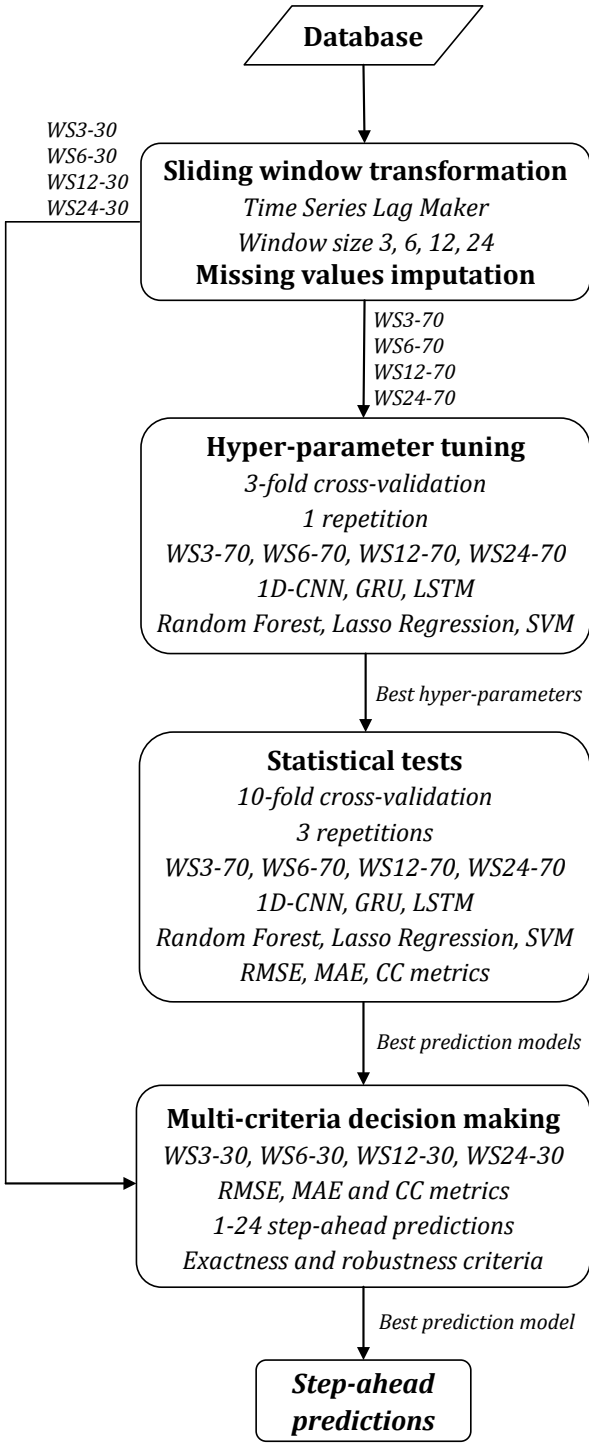 Database
WS3-30
WS6-30
WS12-30
WS24-30
Sliding window transformation
Time Series Lag Maker
Window size 3, 6, 12, 24
Missing values imputation
WS3-70
WS6-70
WS12-70
WS24-70
Hyper-parameter tuning
3-fold cross-validation
1 repetition
WS3-70, WS6-70, WS12-70, WS24-70
1D-CNN, GRU, LSTM
Random Forest, Lasso Regression, SVM
Best hyper-parameters
Statistical tests
10-fold cross-validation
3 repetitions
WS3-70, WS6-70, WS12-70, WS24-70
1D-CNN, GRU, LSTM
Random Forest, Lasso Regression, SVM
RMSE, MAE, CC metrics
Best prediction models
Multi-criteria decision making
WS3-30, WS6-30, WS12-30, WS24-30
RMSE, MAE and CC metrics
1-24 step-ahead predictions
Exactness and robustness criteria
Best prediction model
Step-ahead
predictions